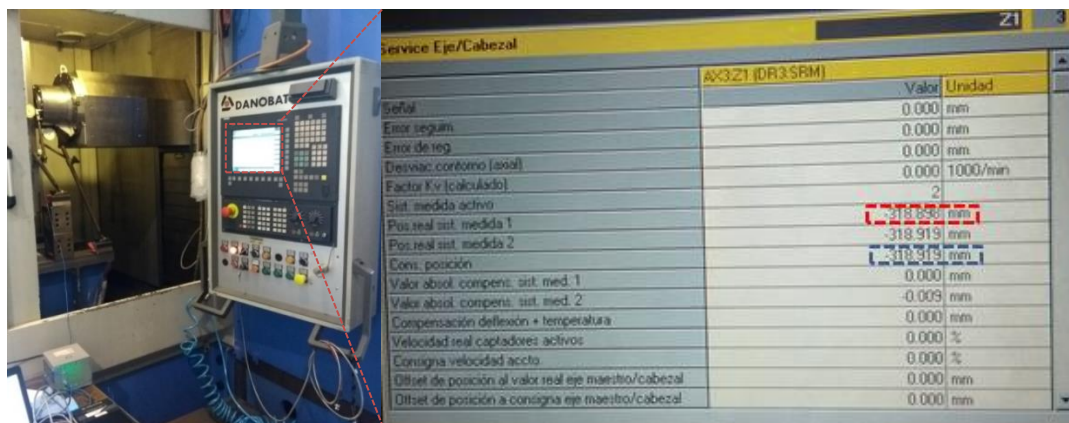 DANOBAT
Z1 3
Service Eje/Cabezal
AX3:Z1 (DR3.SRM)
Señal Valor Unidad
Error seguim. 0.000 mm
Error de reg. 0.000 mm
Desviac.contorno (axial) 0.000 mm
Factor Kv (calculado) 0.000 1000/min
Sist. medida activo 2
Pos.real sist. medida 1 -318.898 mm
Pos.real sist. medida 2 -318.919 mm
Cons. posición -318.919 mm
Valor absol. compens. sist. med. 1 0.000 mm
Valor absol. compens. sist. med. 2 -0.009 mm
Compensación deflexión + temperatura 0.000 mm
Velocidad real captadores activos 0.000 %
Consigna velocidad accto. 0.000 %
Offset de posición al valor real eje maestro/cabezal 0.000 mm
Offset de posición a consigna eje maestro/cabezal 0.000 mm